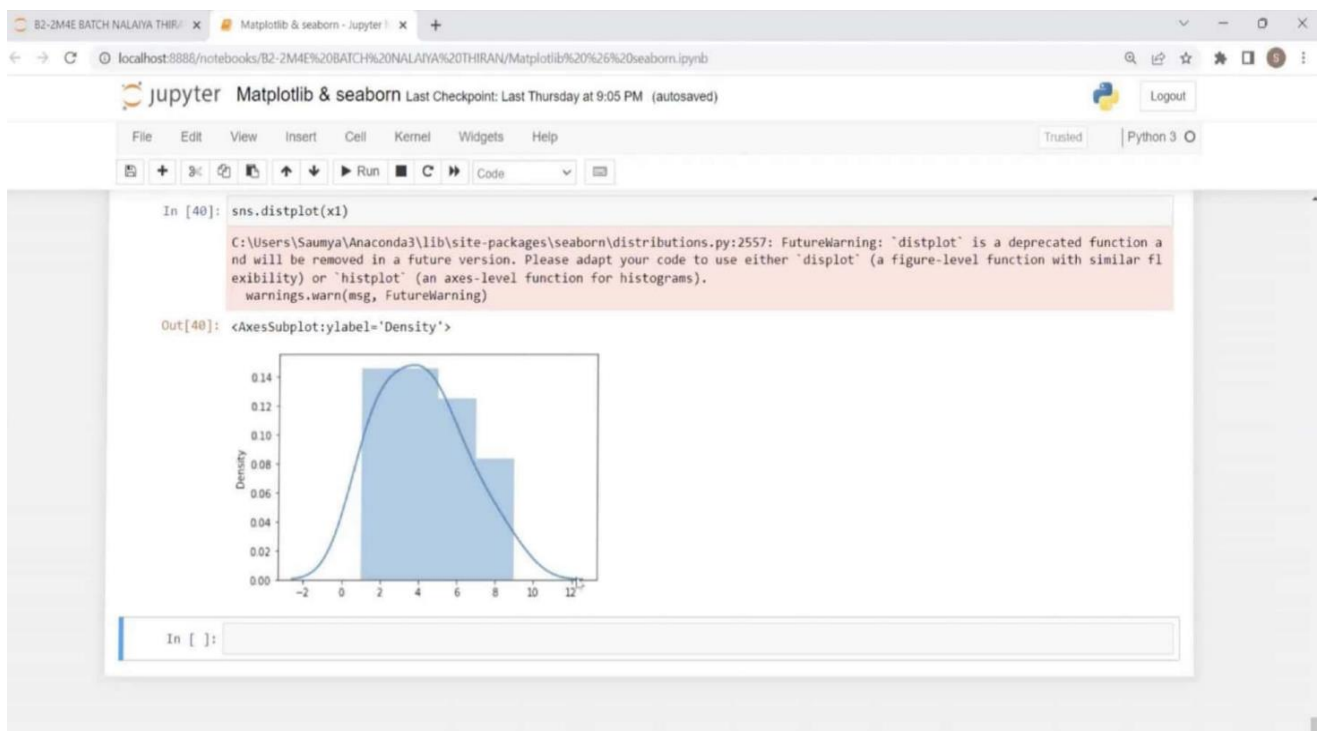 B2-2M4E BATCH NALAIYA THIRA
Matplotlib & seaborn - Jupyter
localhost:8888/notebooks/B2-2M4E%20BATCH%20NALAIYA%20THIRAN/Matplotlib%20%26%20seaborn.ipynb
S
jupyter Matplotlib & seaborn Last Checkpoint: Last Thursday at 9:05 PM (autosaved)
Logout
File Edit View Insert Cell Kernel Widgets Help
Trusted
Python 3
Run
Code
In [40]: sns.distplot(x1)
C:\Users\Saumya\Anaconda3\lib\site-packages\seaborn\distributions.py:2557: FutureWarning: `distplot` is a deprecated function a
nd will be removed in a future version. Please adapt your code to use either `displot` (a figure-level function with similar fl
exibility) or `histplot` (an axes-level function for histograms).
warnings.warn(msg, FutureWarning)
Out[40]: <AxesSubplot:ylabel='Density'>
0.14
0.12
0.10
0.08
0.06
0.04
0.02
0.00
Density
-2 0 2 4 6 8 10 12
In [ ]: